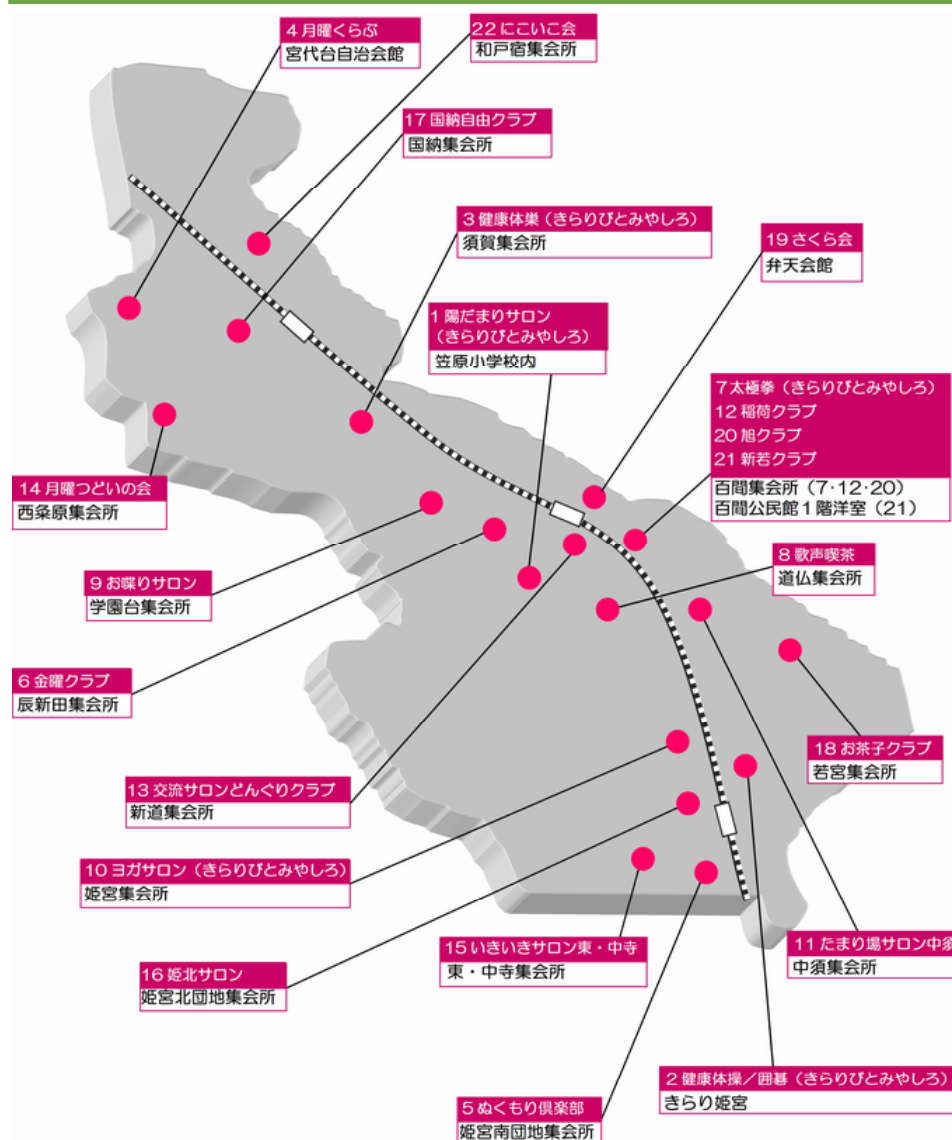 4 月曜くらぶ
宮代台自治会館
22 にこいこ会
和戸宿集会所
17 国納自由クラブ
国納集会所
3 健康体巣(きらりびとみやしろ)
須賀集会所
19 さくら会
弁天会館
1 陽だまりサロン
(きらりびとみやしろ)
笠原小学校内
7 太極拳(きらりびとみやしろ)
12 稲荷クラブ
20 旭クラブ
21 新若クラブ
百間集会所(7・12・20)
百間公民館1階洋室(21)
14 月曜つどいの会
西粂原集会所
9 お喋りサロン
学園台集会所
8 歌声喫茶
道仏集会所
6 金曜クラブ
辰新田集会所
18 お茶子クラブ
若宮集会所
13 交流サロンどんぐりクラブ
新道集会所
10 ヨガサロン(きらりびとみやしろ)
姫宮集会所
15 いきいきサロン東・中寺
東・中寺集会所
11 たまり場サロン中須
中須集会所
16 姫北サロン
姫宮北団地集会所
2 健康体操/囲碁(きらりびとみやしろ)
きらり姫宮
5 ぬくもり倶楽部
姫宮南団地集会所